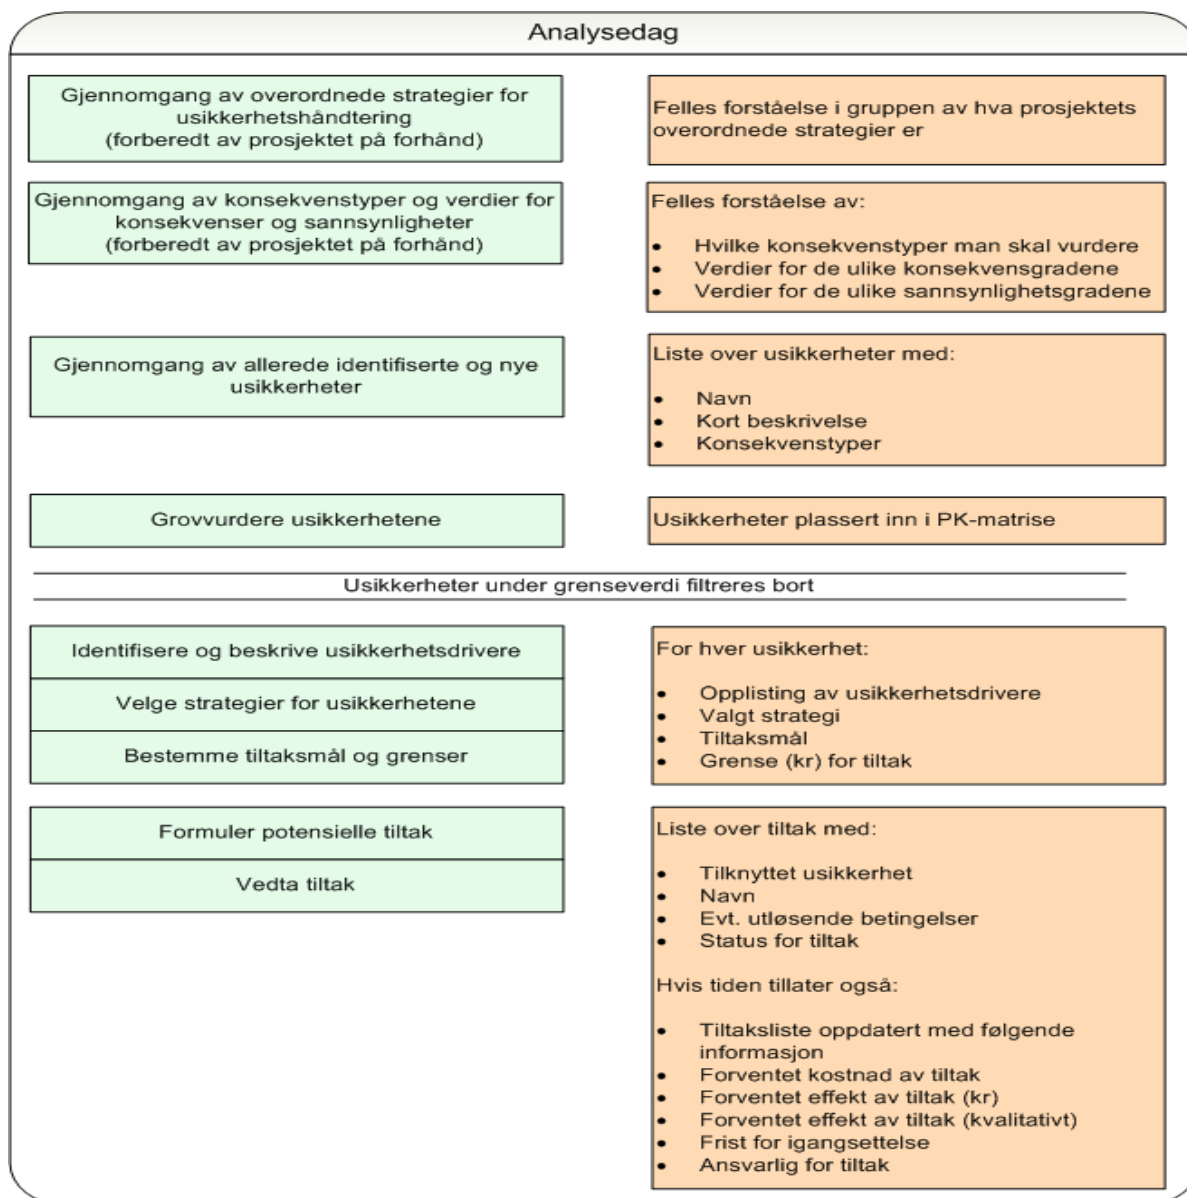 Analysedag
Gjennomgang av overordnede strategier for
usikkerhetshåndtering
(forberedt av prosjektet på forhånd)
Felles forståelse i gruppen av hva prosjektets
overordnede strategier er
Gjennomgang av konsekvenstyper og verdier for
konsekvenser og sannsynligheter
(forberedt av prosjektet på forhånd)
Felles forståelse av:
• Hvilke konsekvenstyper man skal vurdere
• Verdier for de ulike konsekvensgradene
• Verdier for de ulike sannsynlighetsgradene
Gjennomgang av allerede identifiserte og nye
usikkerheter
Liste over usikkerheter med:
• Navn
• Kort beskrivelse
• Konsekvenstyper
Grovvurdere usikkerhetene
Usikkerheter plassert inn i PK-matrise
Usikkerheter under grenseverdi filtreres bort
Identifisere og beskrive usikkerhetsdrivere
Velge strategier for usikkerhetene
Bestemme tiltaksmål og grenser
For hver usikkerhet:
• Opplisting av usikkerhetsdrivere
• Valgt strategi
• Tiltaksmål
• Grense (kr) for tiltak
Formuler potensielle tiltak
Vedta tiltak
Liste over tiltak med:
• Tilknyttet usikkerhet
• Navn
• Evt. utløsende betingelser
• Status for tiltak
Hvis tiden tillater også:
• Tiltaksliste oppdatert med følgende
informasjon
• Forventet kostnad av tiltak
• Forventet effekt av tiltak (kr)
• Forventet effekt av tiltak (kvalitativt)
• Frist for igangsettelse
• Ansvarlig for tiltak